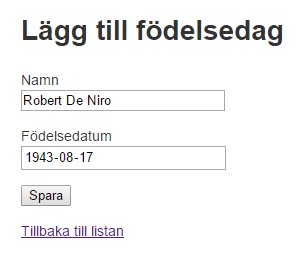 Lägg till födelsedag
Namn
Robert De Niro
Födelsedatum
1943-08-17
Spara
Tillbaka till listan